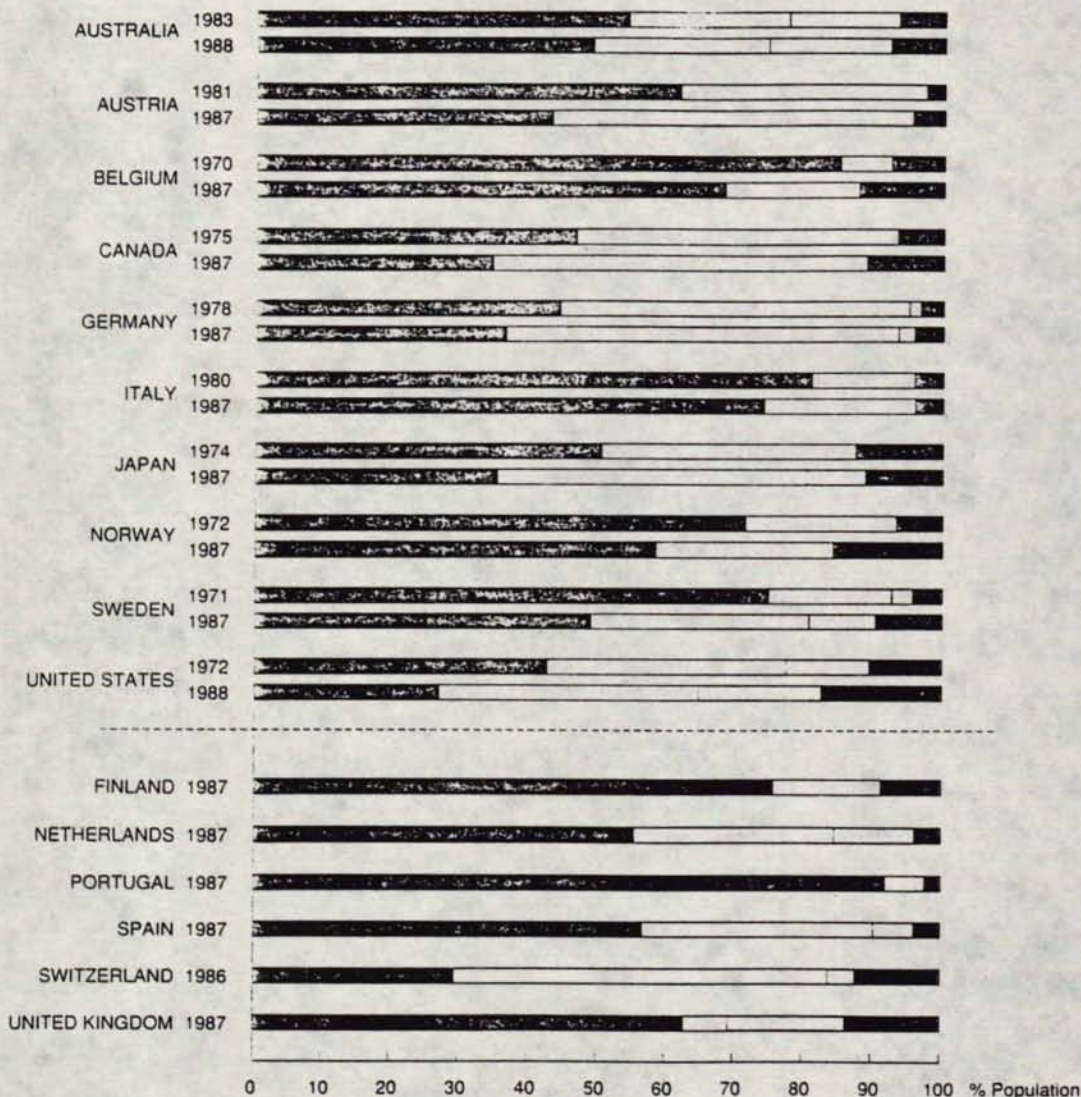 AUSTRALIA 1983
1988
AUSTRIA 1981
1987
BELGIUM 1970
1987
CANADA 1975
1987
GERMANY 1978
1987
ITALY 1980
1987
JAPAN 1974
1987
NORWAY 1972
1987
SWEDEN 1971
1987
UNITED STATES 1972
1988
FINLAND 1987
NETHERLANDS 1987
PORTUGAL 1987
SPAIN 1987
SWITZERLAND 1986
UNITED KINGDOM 1987
0 10 20 30 40 50 60 70 80 90 100 % Population